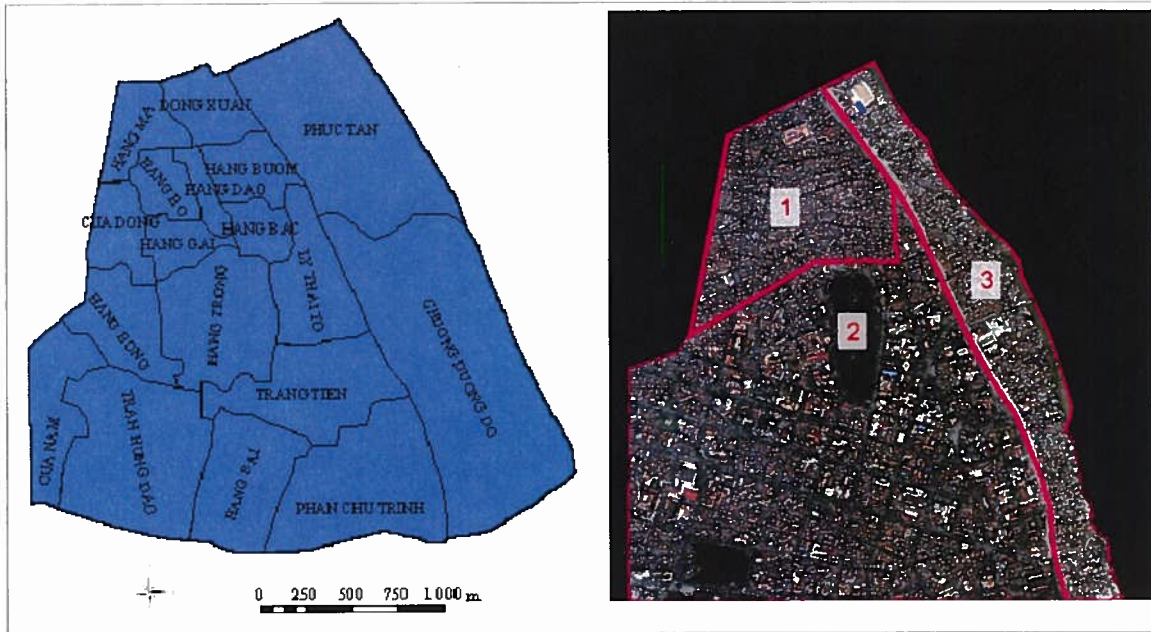 DONG XUAN
HANG MA
PHUC TAN
HANG BUOM
HANG BO
HANG DAO
CUA DONG
HANG BAC
HANG GAI
LY THAI TO
HANG TRONG
HANG BONG
CHUONG DUONG DO
TRANG TIEN
TRAN HUNG DAO
CUA NAM
HANG BAI
PHAN CHU TRINH
0 250 500 750 1 000 m
1
2
3